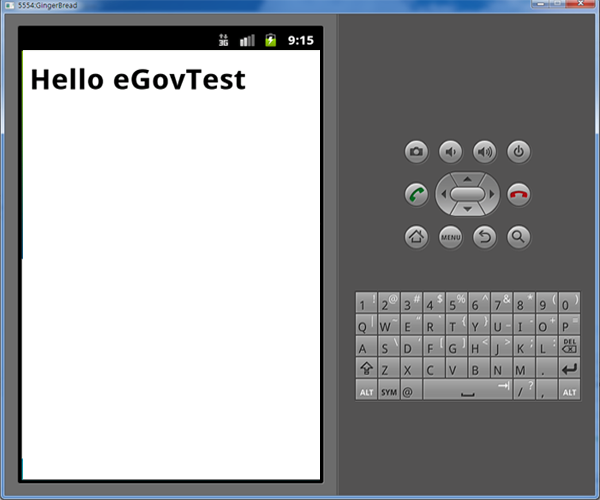 5554:GingerBread
3G 9:15
Hello eGovTest
MENU
1 ! 2 @ 3 # 4 $ 5 % 6 ^ 7 & 8 * 9 ( 0 )
Q | W ~ E " R ` T { Y } U _ I - O + P =
A S \ D ' F [ G ] H < J > K ; L : DEL
Z X C V B N M .
ALT SYM @ / ? , ALT